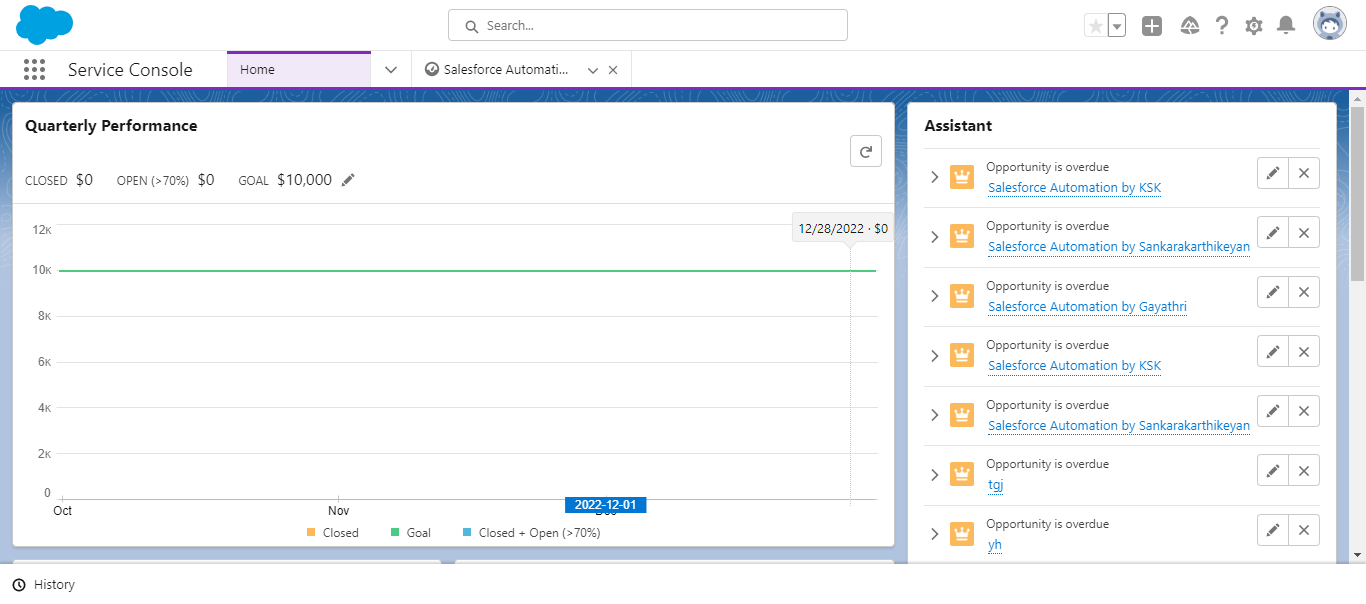 Search...
Service Console
Home
Salesforce Automati...
Quarterly Performance
CLOSED $0 OPEN (>70%) $0 GOAL $10,000
12K
10K
8K
6K
4K
2K
0
12/28/2022 · $0
Oct Nov
2022-12-01
Closed Goal Closed + Open (>70%)
Assistant
Opportunity is overdue
Salesforce Automation by KSK
Opportunity is overdue
Salesforce Automation by Sankarakarthikeyan
Opportunity is overdue
Salesforce Automation by Gayathri
Opportunity is overdue
Salesforce Automation by KSK
Opportunity is overdue
Salesforce Automation by Sankarakarthikeyan
Opportunity is overdue
tgj
Opportunity is overdue
yh
History